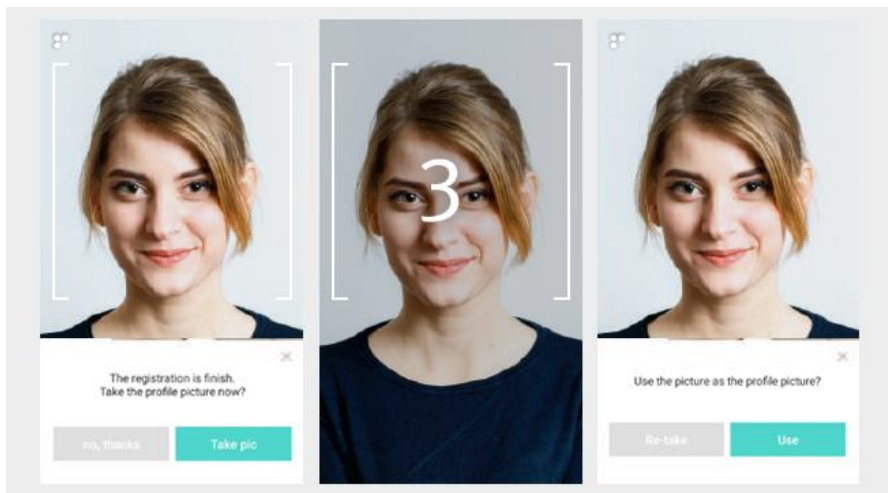 The registration is finish.
Take the profile picture now?
no, thanks
Take pic
3
Use the picture as the profile picture?
Re-take
Use